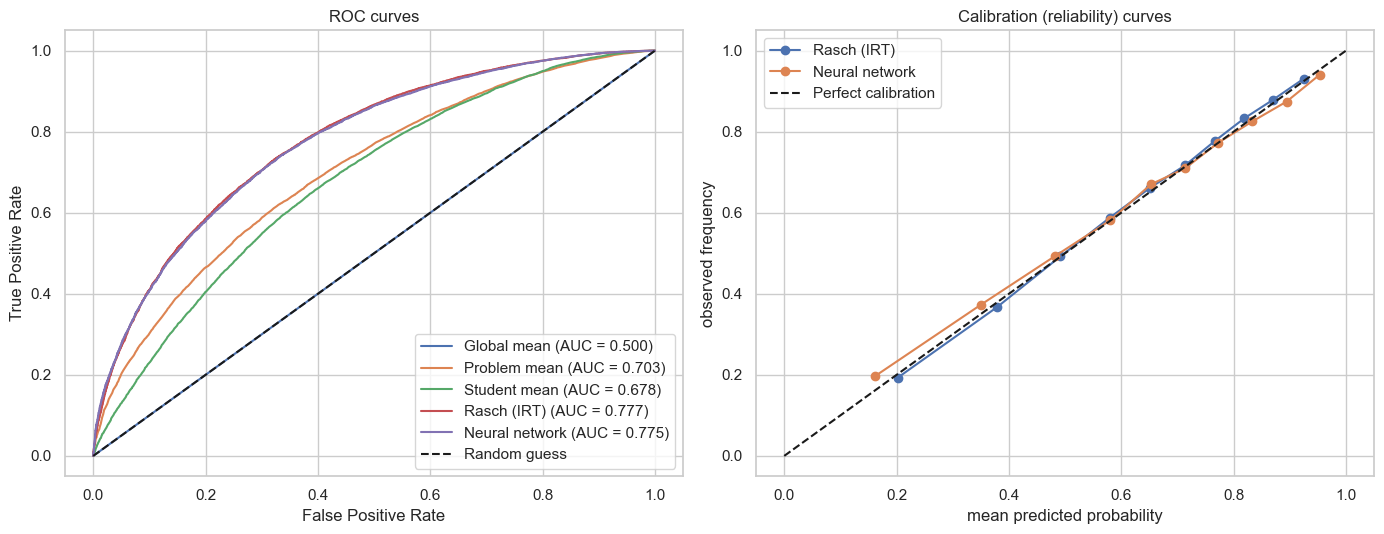 ROC curves
1.0
0.8
0.6
0.4
0.2
0.0
True Positive Rate
Global mean (AUC = 0.500)
Problem mean (AUC = 0.703)
Student mean (AUC = 0.678)
Rasch (IRT) (AUC = 0.777)
Neural network (AUC = 0.775)
Random guess
0.0 0.2 0.4 0.6 0.8 1.0
False Positive Rate
Calibration (reliability) curves
Rasch (IRT)
Neural network
Perfect calibration
1.0
0.8
0.6
0.4
0.2
0.0
observed frequency
0.0 0.2 0.4 0.6 0.8 1.0
mean predicted probability